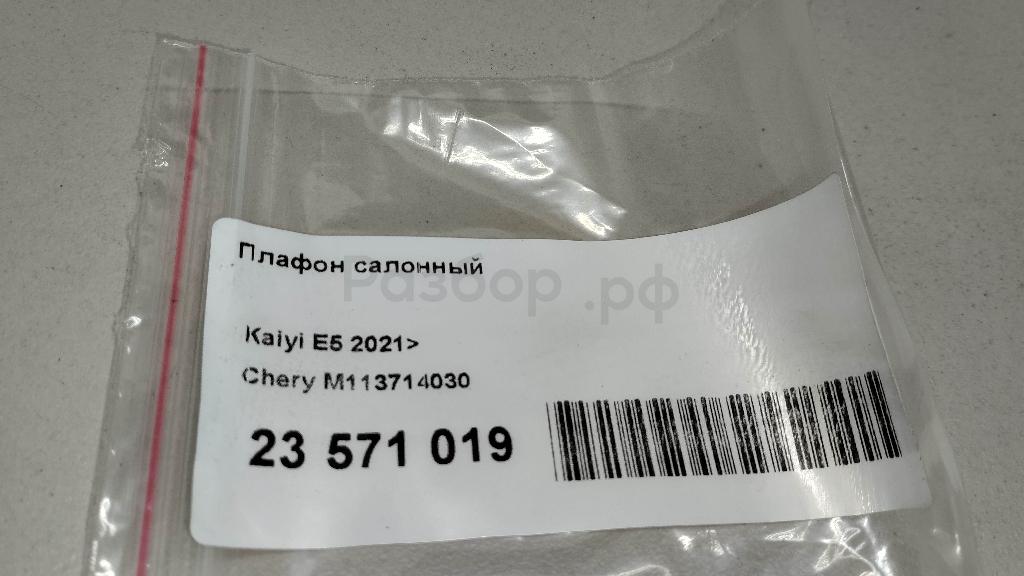 Плафон салонный
Разбор.рф
Kaiyi E5 2021>
Chery M113714030
23 571 019